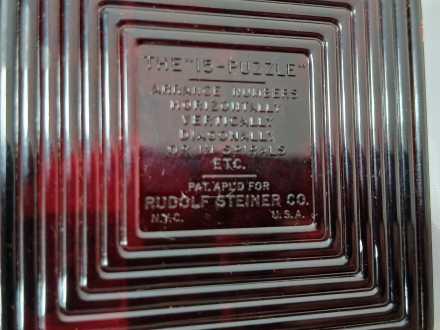 THE "15-PUZZLE"
ARRANGE NUMBERS
HORIZONTALLY
VERTICALLY
DIAGONALLY
OR IN SPIRALS
ETC.
PAT. APL'D FOR
RUDOLF STEINER CO.
N.Y.C. U.S.A.